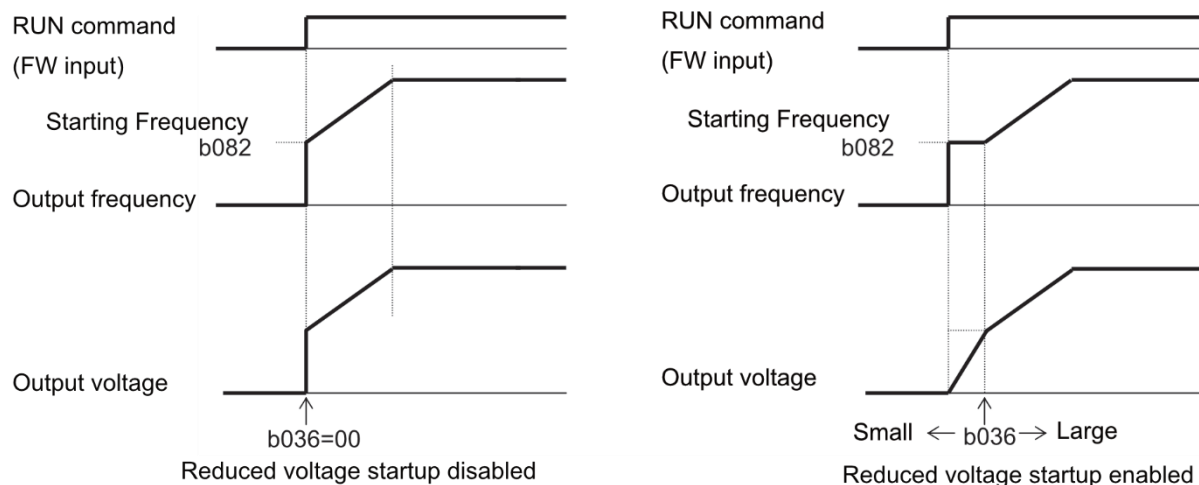 RUN command
(FW input)
Starting Frequency
b082
Output frequency
Output voltage
b036=00
Reduced voltage startup disabled
RUN command
(FW input)
Starting Frequency
b082
Output frequency
Output voltage
Small ← b036 → Large
Reduced voltage startup enabled